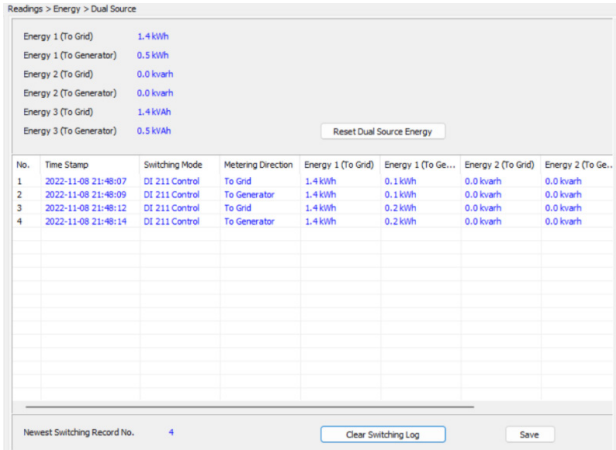 Readings > Energy > Dual Source
Energy 1 (To Grid) 1.4 kWh
Energy 1 (To Generator) 0.5 kWh
Energy 2 (To Grid) 0.0 kvarh
Energy 2 (To Generator) 0.0 kvarh
Energy 3 (To Grid) 1.4 kVAh
Energy 3 (To Generator) 0.5 kVAh
Reset Dual Source Energy
No. Time Stamp Switching Mode Metering Direction Energy 1 (To Grid) Energy 1 (To Ge... Energy 2 (To Grid) Energy 2 (To Ge...
1 2022-11-08 21:48:07 DI 211 Control To Grid 1.4 kWh 0.1 kWh 0.0 kvarh 0.0 kvarh
2 2022-11-08 21:48:09 DI 211 Control To Generator 1.4 kWh 0.1 kWh 0.0 kvarh 0.0 kvarh
3 2022-11-08 21:48:12 DI 211 Control To Grid 1.4 kWh 0.2 kWh 0.0 kvarh 0.0 kvarh
4 2022-11-08 21:48:14 DI 211 Control To Generator 1.4 kWh 0.2 kWh 0.0 kvarh 0.0 kvarh
Newest Switching Record No. 4 Clear Switching Log Save